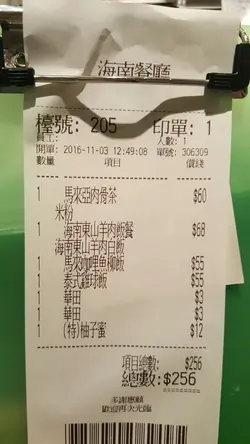 海南餐廳
檯號: 205 印單: 1
員工: 人數: 1
開單: 2016-11-03 12:49:08 單號: 306309
數量 項目 價錢
1 馬來亞肉骨茶 $60
米粉
1 海南東山羊肉飯餐 $68
海南東山羊肉白飯
1 馬來咖哩魚柳飯 $55
1 泰式雞球飯 $55
1 華田 $3
1 華田 $3
1 (特)柚子蜜 $12
項目總數: $256
總數:$256
多謝惠顧
歡迎再次光臨